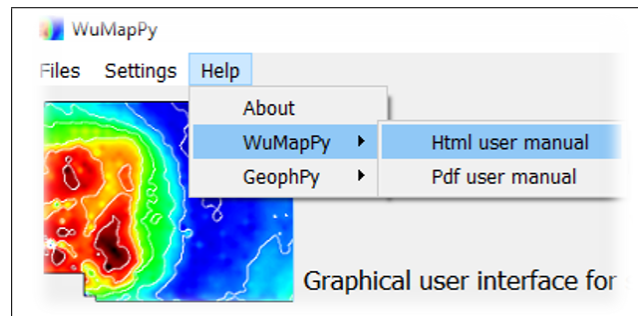 WuMapPy
Files Settings Help
About
WuMapPy Html user manual
GeophPy Pdf user manual
Graphical user interface for